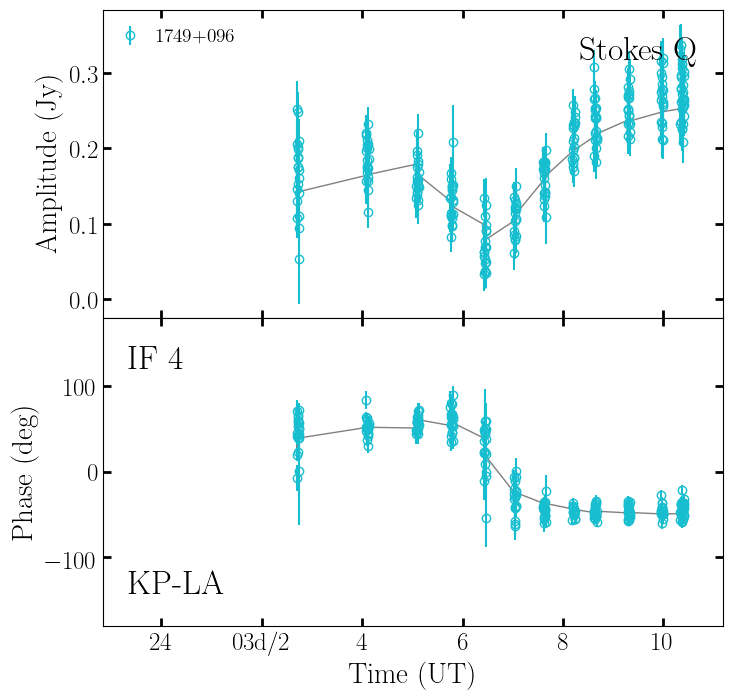 1749+096
Stokes Q
Amplitude (Jy)
0.3
0.2
0.1
0.0
IF 4
Phase (deg)
100
0
−100
KP-LA
24 03d/2 4 6 8 10
Time (UT)